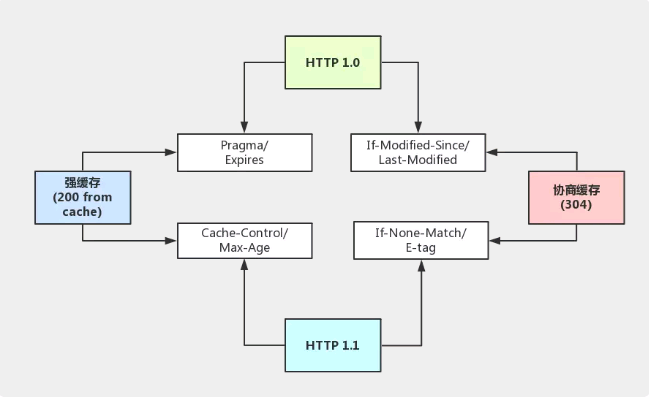 HTTP 1.0
Pragma/
Expires
If-Modified-Since/
Last-Modified
强缓存
(200 from
cache)
协商缓存
(304)
Cache-Control/
Max-Age
If-None-Match/
E-tag
HTTP 1.1